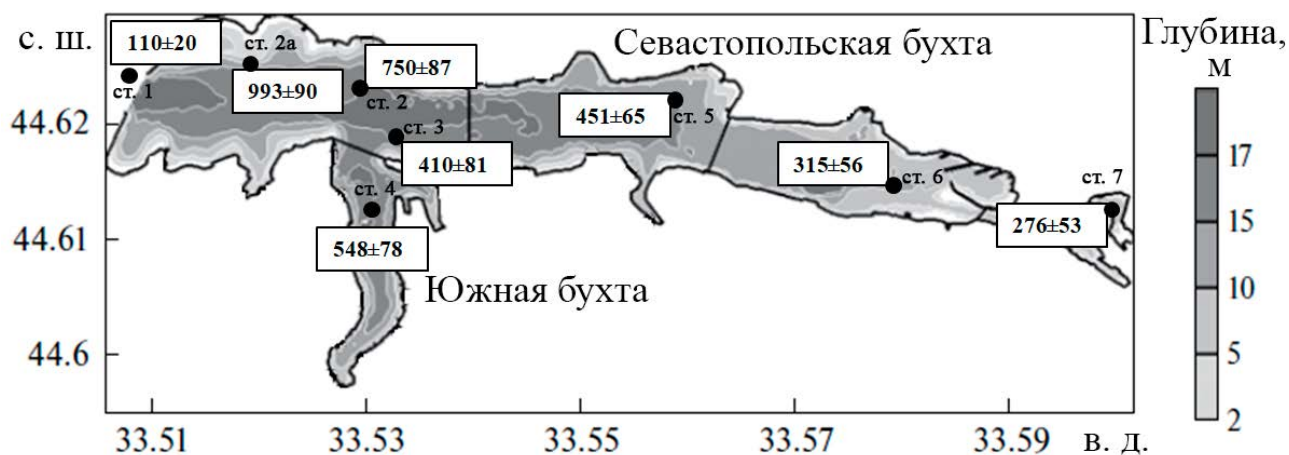 с. ш.
110±20
ст. 2а
Севастопольская бухта
Глубина,
м
750±87
ст. 1
993±90
ст. 2
451±65
ст. 5
44.62
ст. 3
17
410±81
315±56
ст. 6
ст. 7
ст. 4
15
276±53
44.61
548±78
Южная бухта
10
44.6
5
2
33.51
33.53
33.55
33.57
33.59
в. д.